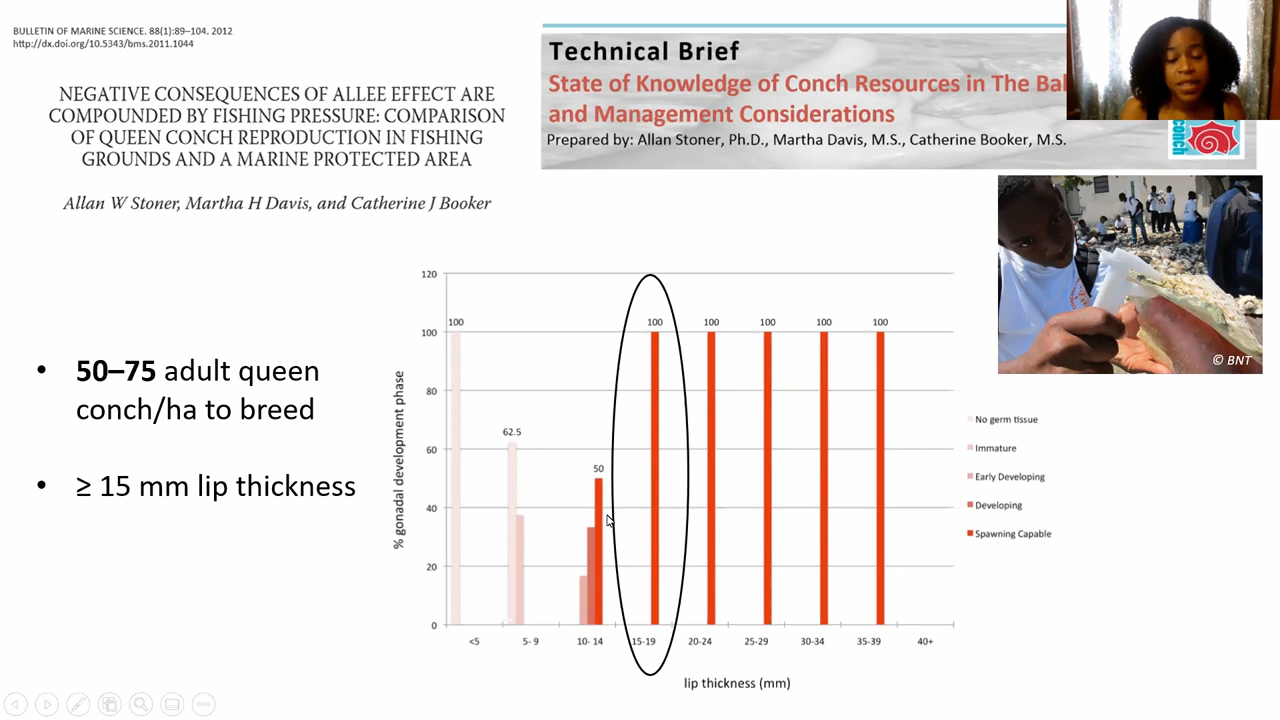 BULLETIN OF MARINE SCIENCE. 88(1):89–104. 2012
http://dx.doi.org/10.5343/bms.2011.1044
NEGATIVE CONSEQUENCES OF ALLEE EFFECT ARE
COMPOUNDED BY FISHING PRESSURE: COMPARISON
OF QUEEN CONCH REPRODUCTION IN FISHING
GROUNDS AND A MARINE PROTECTED AREA
Allan W Stoner, Martha H Davis, and Catherine J Booker
Technical Brief
State of Knowledge of Conch Resources in The
and Management Considerations
Prepared by: Allan Stoner, Ph.D., Martha Davis, M.S., Catherine Booker, M.S.
conch
© BNT
• 50–75 adult queen
conch/ha to breed
• ≥ 15 mm lip thickness
% gonadal development phase
120
100
80
60
40
20
0
100
62.5
50
100
100
100
100
100
<5
5- 9
10- 14
15-19
20-24
25-29
30-34
35-39
40+
lip thickness (mm)
No germ tissue
Immature
Early Developing
Developing
Spawning Capable